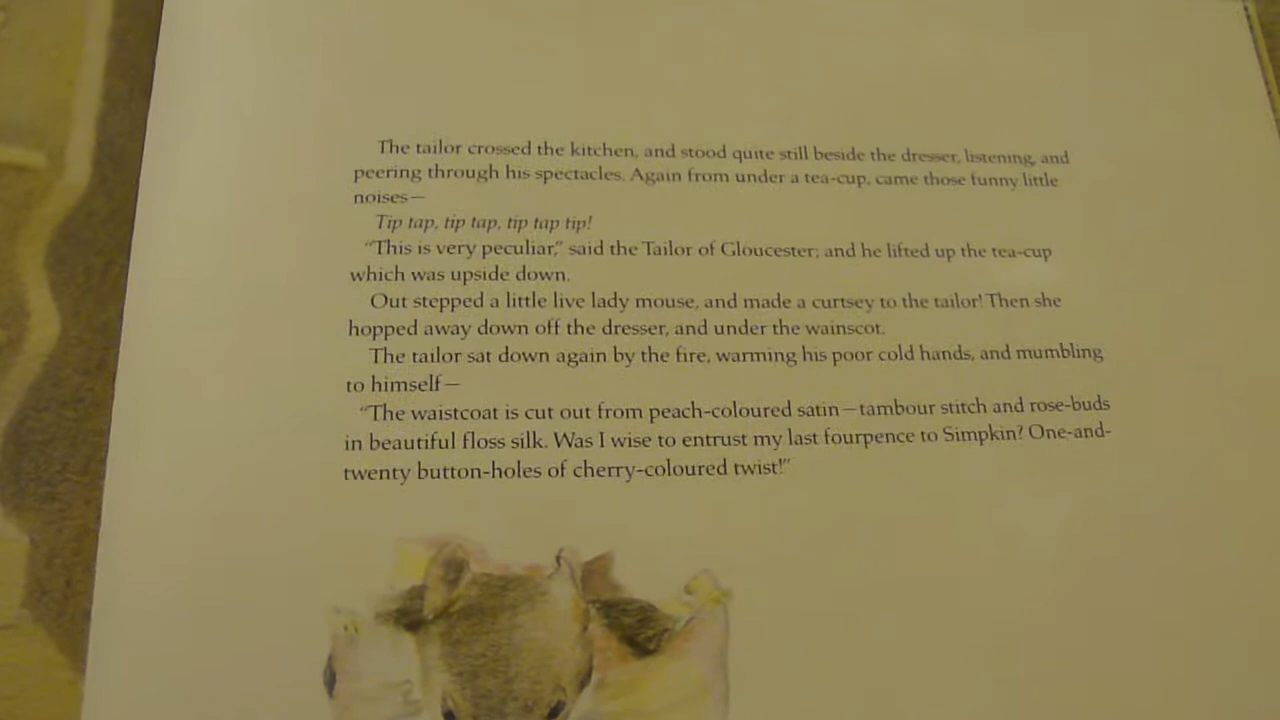 The tailor crossed the kitchen, and stood quite still beside the dresser, listening, and
peering through his spectacles. Again from under a tea-cup, came those funny little
noises—
Tip tap, tip tap, tip tap tip!
“This is very peculiar,” said the Tailor of Gloucester; and he lifted up the tea-cup
which was upside down.
Out stepped a little live lady mouse, and made a curtsey to the tailor! Then she
hopped away down off the dresser, and under the wainscot.
The tailor sat down again by the fire, warming his poor cold hands, and mumbling
to himself—
“The waistcoat is cut out from peach-coloured satin—tambour stitch and rose-buds
in beautiful floss silk. Was I wise to entrust my last fourpence to Simpkin? One-and-
twenty button-holes of cherry-coloured twist!”